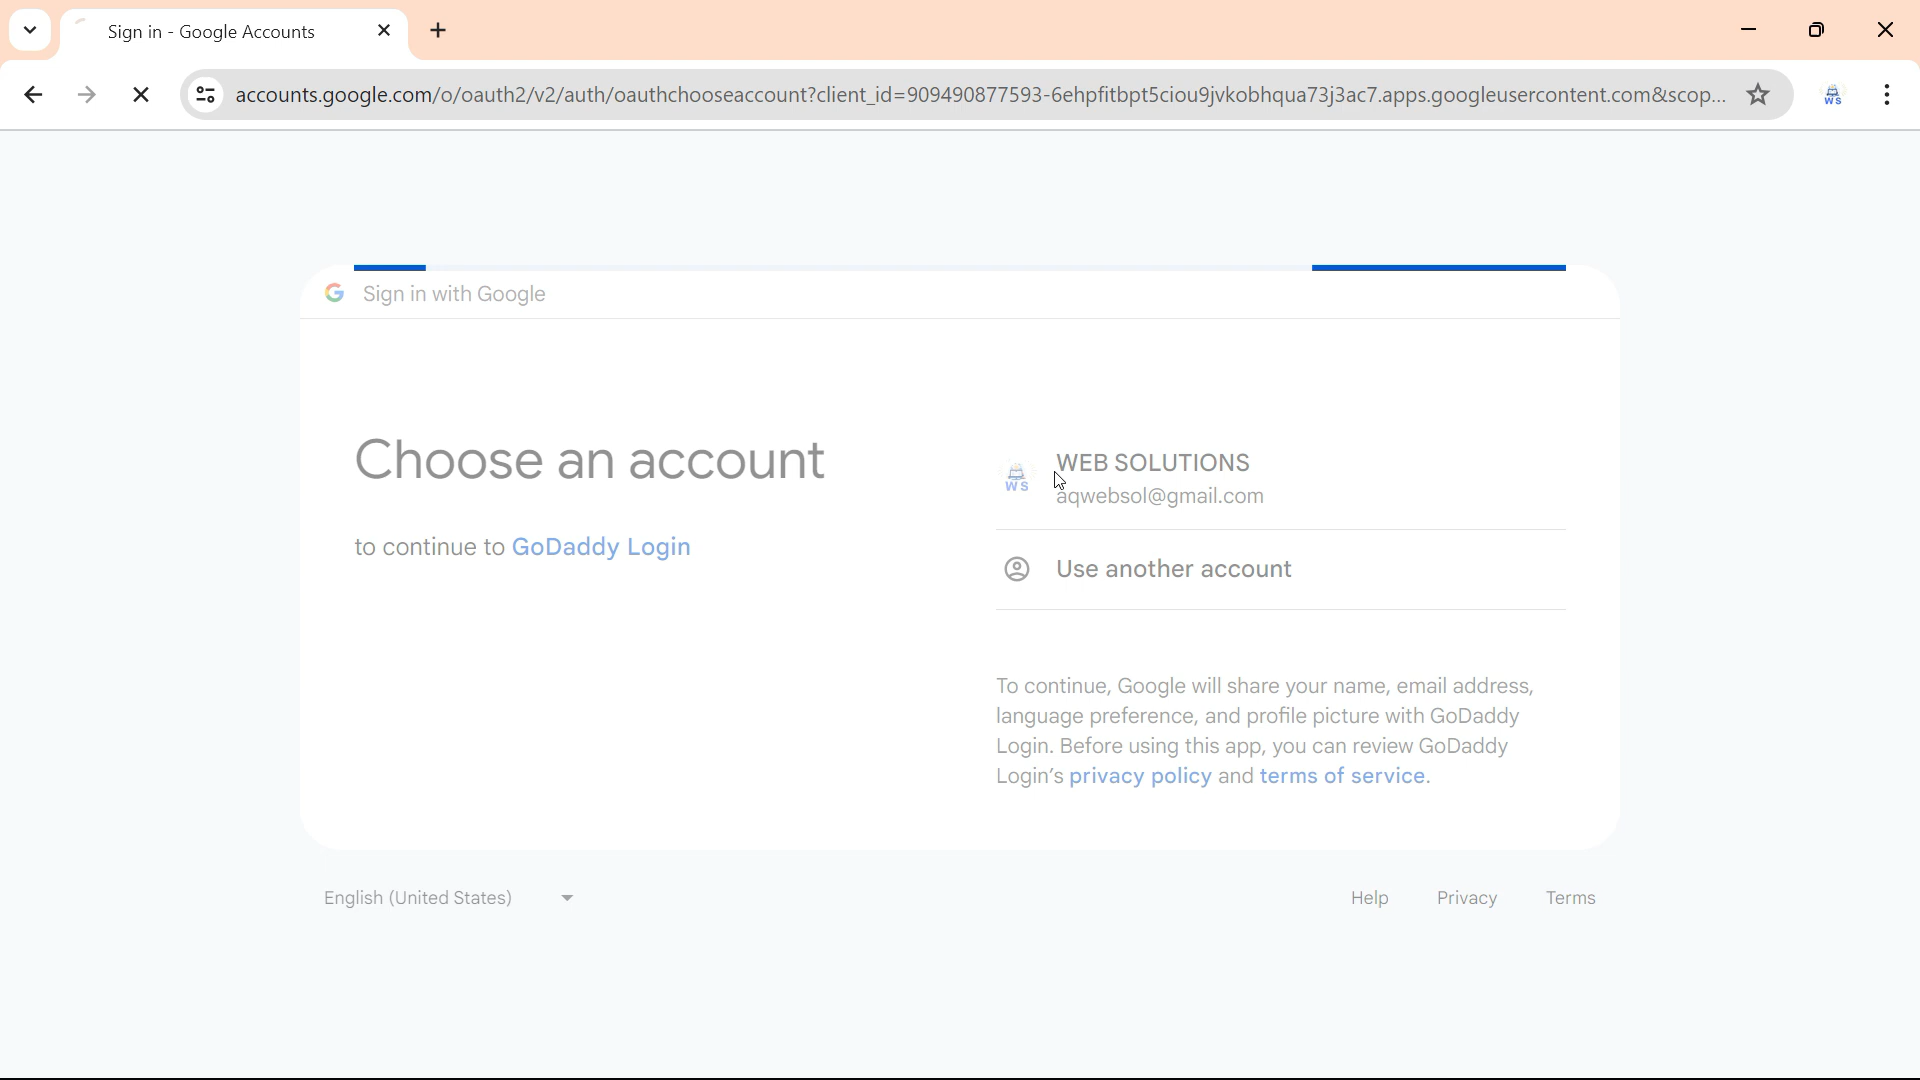 Sign in - Google Accounts
accounts.google.com/o/oauth2/v2/auth/oauthchooseaccount?client_id=909490877593-6ehpfitbpt5ciou9jvkobhqua73j3ac7.apps.googleusercontent.com&scop...
WS
Sign in with Google
Choose an account
to continue to GoDaddy Login
WS
WEB SOLUTIONS
aqwebsol@gmail.com
Use another account
To continue, Google will share your name, email address,
language preference, and profile picture with GoDaddy
Login. Before using this app, you can review GoDaddy
Login’s privacy policy and terms of service.
English (United States)
Help Privacy Terms